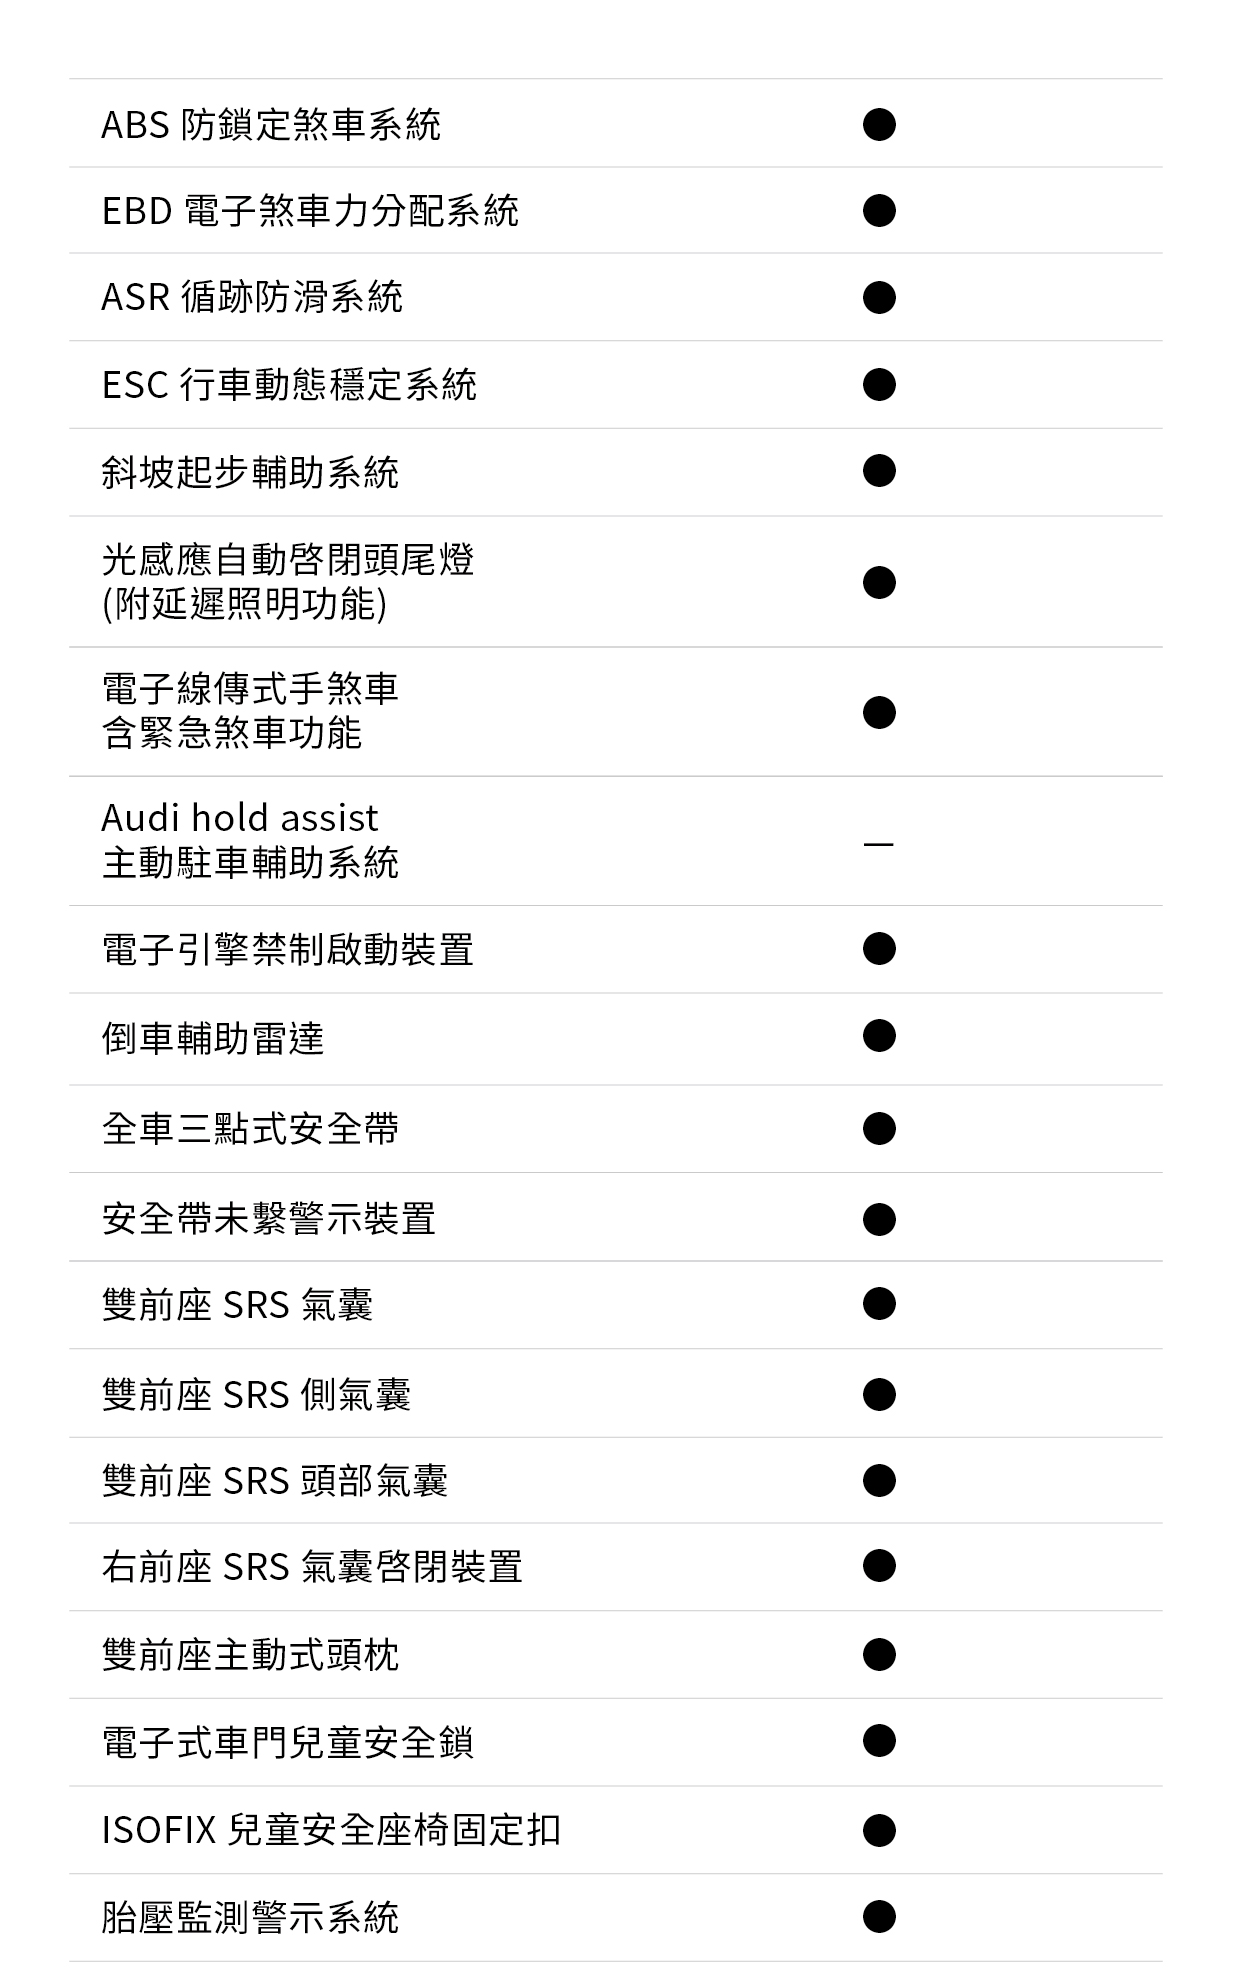 ABS 防鎖定煞車系統 ●
EBD 電子煞車力分配系統 ●
ASR 循跡防滑系統 ●
ESC 行車動態穩定系統 ●
斜坡起步輔助系統 ●
光感應自動啓閉頭尾燈
(附延遲照明功能) ●
電子線傳式手煞車
含緊急煞車功能 ●
Audi hold assist
主動駐車輔助系統 —
電子引擎禁制啟動裝置 ●
倒車輔助雷達 ●
全車三點式安全帶 ●
安全帶未繫警示裝置 ●
雙前座 SRS 氣囊 ●
雙前座 SRS 側氣囊 ●
雙前座 SRS 頭部氣囊 ●
右前座 SRS 氣囊啓閉裝置 ●
雙前座主動式頭枕 ●
電子式車門兒童安全鎖 ●
ISOFIX 兒童安全座椅固定扣 ●
胎壓監測警示系統 ●